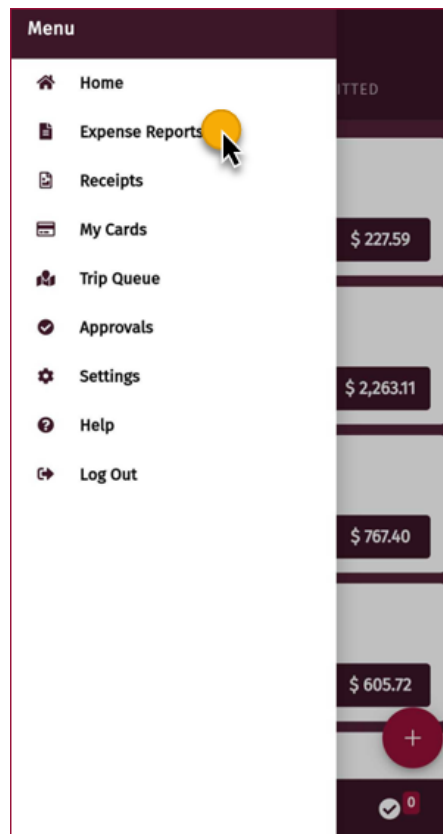 Menu
Home
ITTED
Expense Reports
Receipts
My Cards
$ 227.59
Trip Queue
Approvals
Settings
$ 2,263.11
Help
Log Out
$ 767.40
$ 605.72
+
0